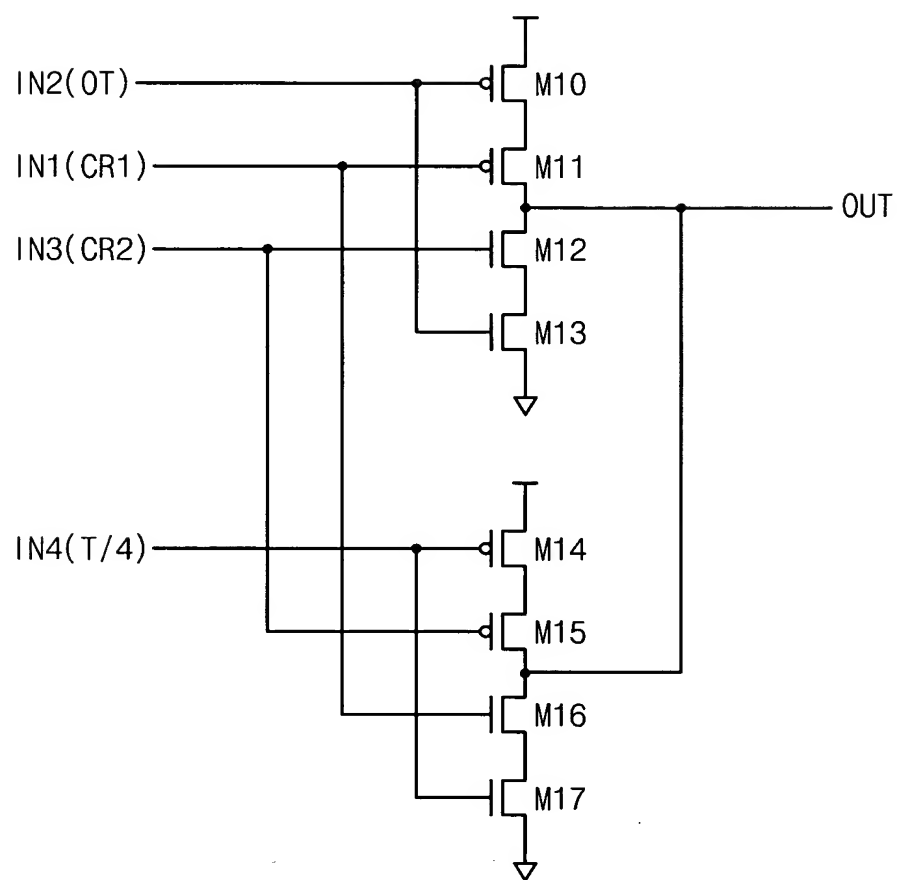 IN2(OT)
M10
IN1(CR1)
M11
OUT
IN3(CR2)
M12
M13
IN4(T/4)
M14
M15
M16
M17